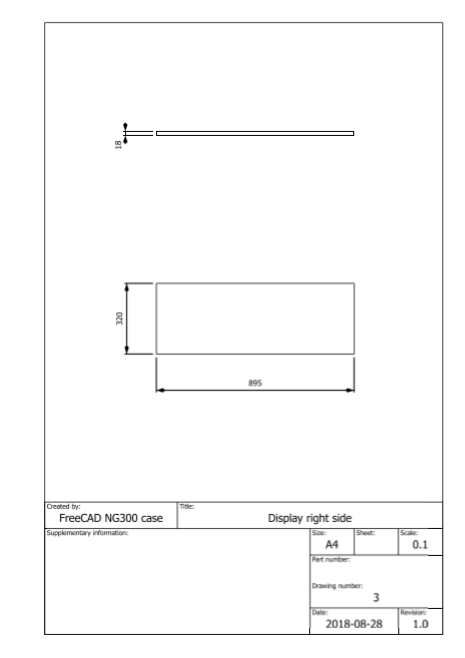 18
320
895
Created by:
FreeCAD NG300 case
Title:
Display right side
Supplementary information:
Size:
A4
Sheet:
Scale:
0.1
Part number:
Drawing number:
3
Date:
2018-08-28
Revision:
1.0